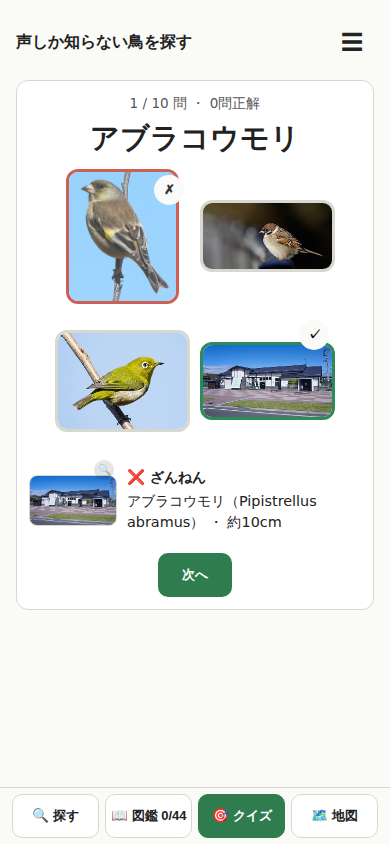 声しか知らない鳥を探す
1 / 10 問 ・ 0問正解
アブラコウモリ
✗
✓
❌ ざんねん
アブラコウモリ（Pipistrellus
abramus） ・ 約10cm
次へ
🔍 探す
📖 図鑑 0/44
🎯 クイズ
🗺️ 地図